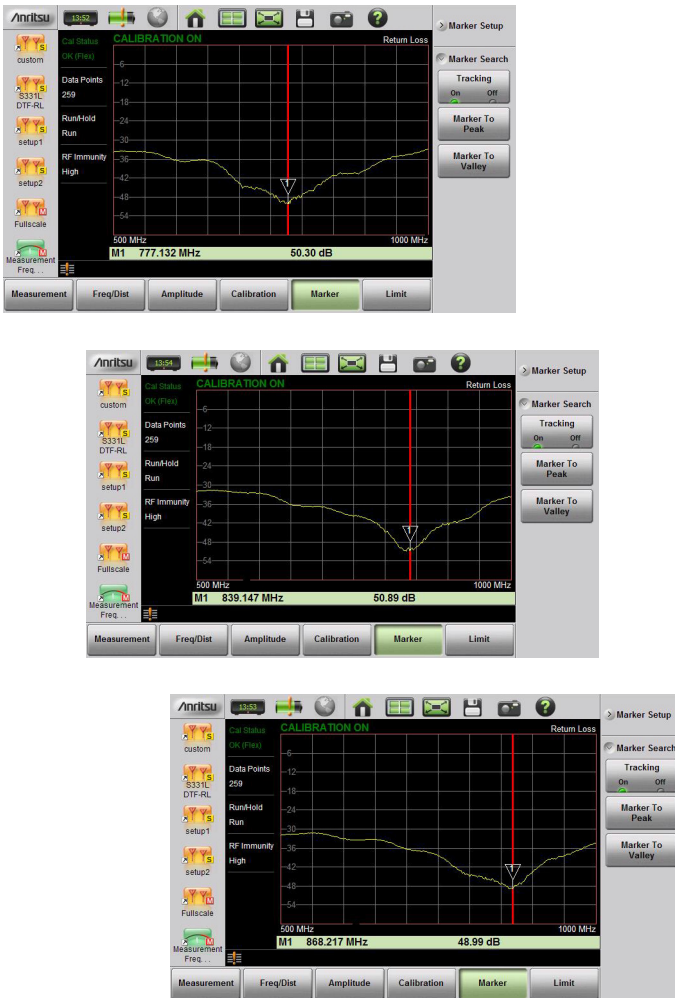 Anritsu 13:52
Cal Status
OK (Flex)
CALIBRATION ON Return Loss
custom
S
S331L
DTF-RL
S
Data Points
259
setup1
S
Run/Hold
Run
setup2
S
RF Immunity
High
Fullscale
M
Measurement
Freq. . .
M
-6
-12
-18
-24
-30
-36
-42
-48
-54
1
500 MHz 1000 MHz
M1 777.132 MHz 50.30 dB
Measurement Freq/Dist Amplitude Calibration Marker Limit
Marker Setup
Marker Search
Tracking
On Off
Marker To
Peak
Marker To
Valley
Anritsu 13:54
Cal Status
OK (Flex)
CALIBRATION ON Return Loss
custom
S
S331L
DTF-RL
S
Data Points
259
setup1
S
Run/Hold
Run
setup2
S
RF Immunity
High
Fullscale
M
Measurement
Freq. . .
M
-6
-12
-18
-24
-30
-36
-42
-48
-54
1
500 MHz 1000 MHz
M1 839.147 MHz 50.89 dB
Measurement Freq/Dist Amplitude Calibration Marker Limit
Marker Setup
Marker Search
Tracking
On Off
Marker To
Peak
Marker To
Valley
Anritsu 13:53
Cal Status
OK (Flex)
CALIBRATION ON Return Loss
custom
S
S331L
DTF-RL
S
Data Points
259
setup1
S
Run/Hold
Run
setup2
S
RF Immunity
High
Fullscale
M
Measurement
Freq. . .
M
-6
-12
-18
-24
-30
-36
-42
-48
-54
1
500 MHz 1000 MHz
M1 868.217 MHz 48.99 dB
Measurement Freq/Dist Amplitude Calibration Marker Limit
Marker Setup
Marker Search
Tracking
On Off
Marker To
Peak
Marker To
Valley